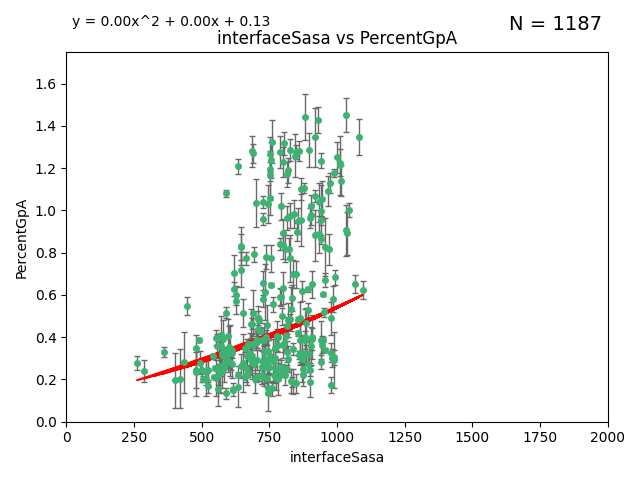 y = 0.00x^2 + 0.00x + 0.13
N = 1187
interfaceSasa vs PercentGpA
PercentGpA
1.6
1.4
1.2
1.0
0.8
0.6
0.4
0.2
0.0
0 250 500 750 1000 1250 1500 1750 2000
interfaceSasa